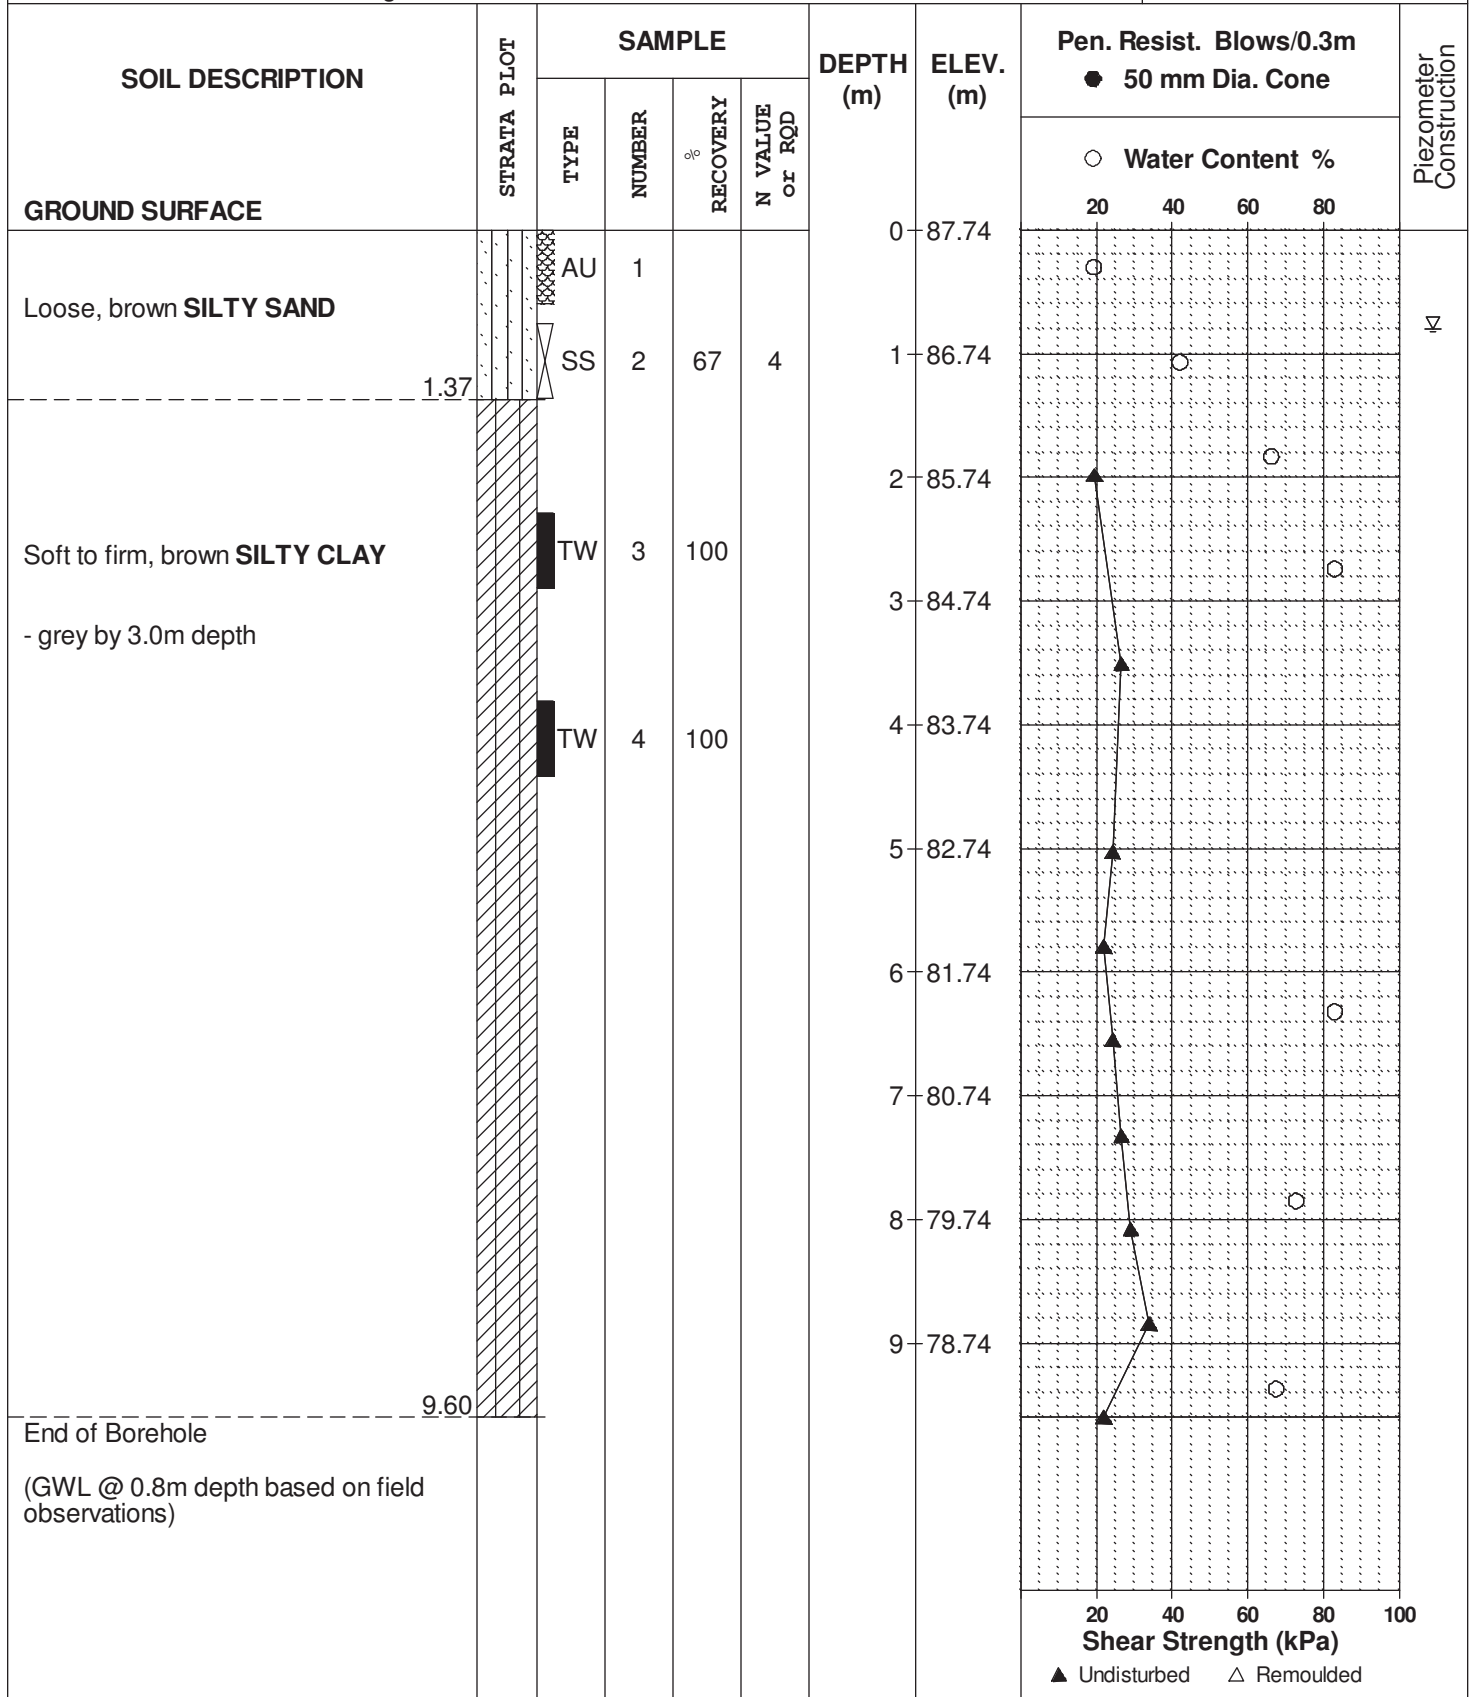 SOIL DESCRIPTION
GROUND SURFACE
STRATA PLOT
SAMPLE
TYPE
NUMBER
%
RECOVERY
N VALUE
or RQD
DEPTH
(m)
ELEV.
(m)
Pen. Resist. Blows/0.3m
● 50 mm Dia. Cone
○ Water Content %
20 40 60 80
Piezometer
Construction
0 87.74
AU 1
Loose, brown SILTY SAND
1 86.74
SS 2 67 4
1.37
2 85.74
Soft to firm, brown SILTY CLAY
TW 3 100
3 84.74
- grey by 3.0m depth
4 83.74
TW 4 100
5 82.74
6 81.74
7 80.74
8 79.74
9 78.74
9.60
End of Borehole
(GWL @ 0.8m depth based on field
observations)
20 40 60 80 100
Shear Strength (kPa)
▲ Undisturbed △ Remoulded